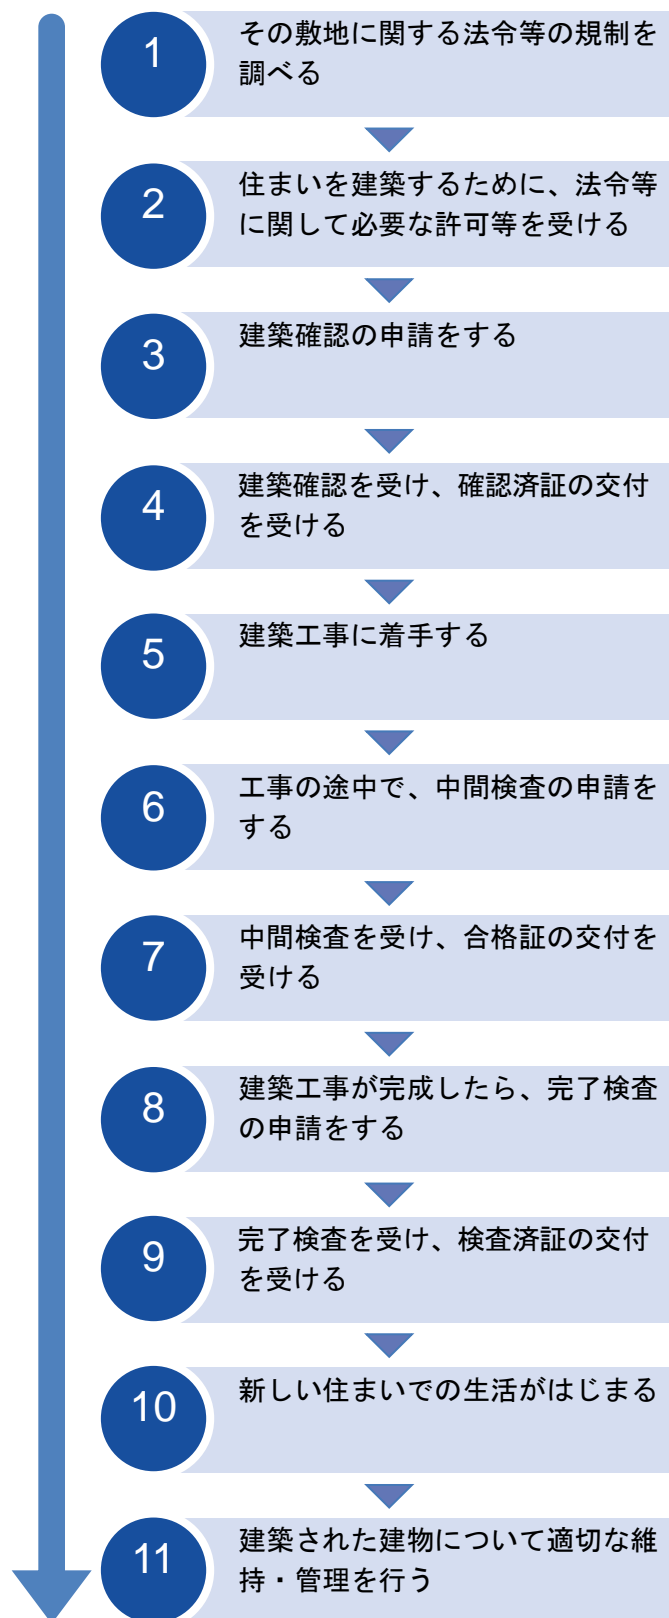 1
その敷地に関する法令等の規制を
調べる
2
住まいを建築するために、法令等
に関して必要な許可等を受ける
3
建築確認の申請をする
4
建築確認を受け、確認済証の交付
を受ける
5
建築工事に着手する
6
工事の途中で、中間検査の申請を
する
7
中間検査を受け、合格証の交付を
受ける
8
建築工事が完成したら、完了検査
の申請をする
9
完了検査を受け、検査済証の交付
を受ける
10
新しい住まいでの生活がはじまる
11
建築された建物について適切な維
持・管理を行う